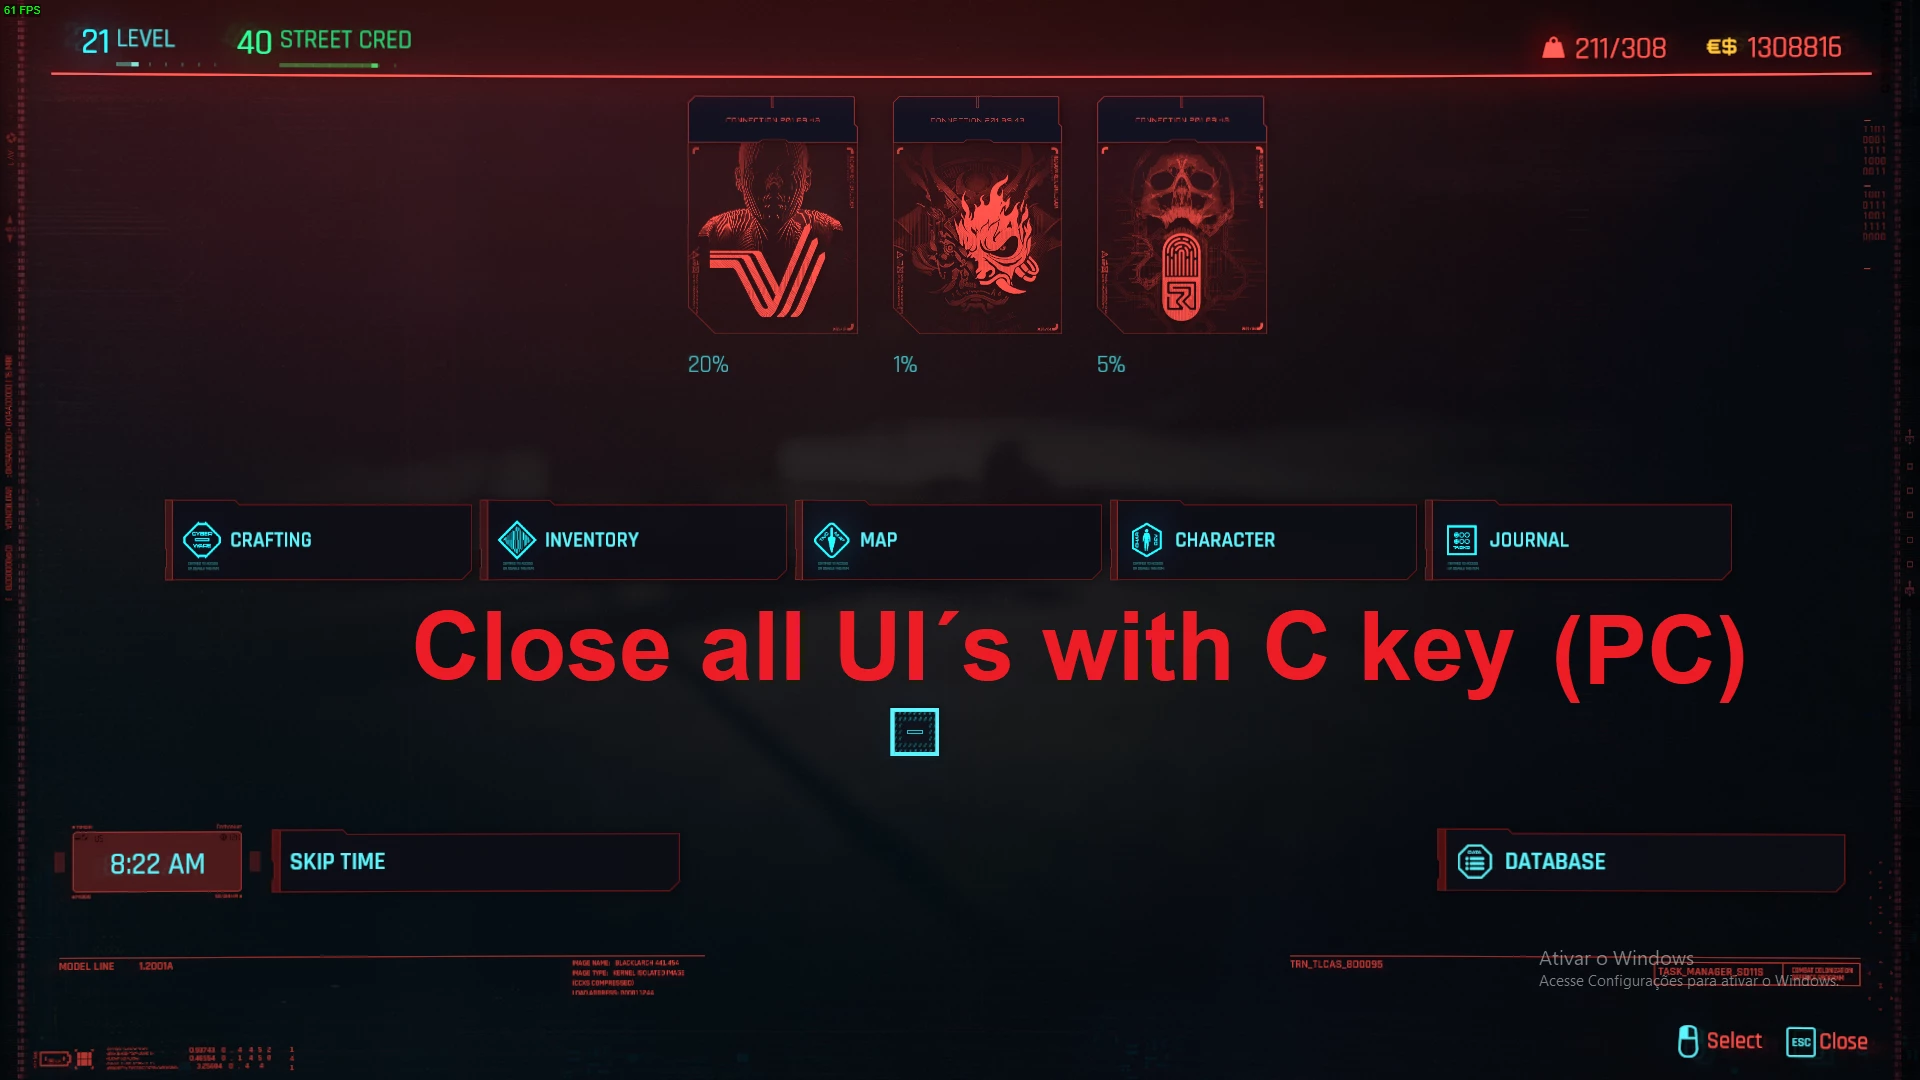 61 FPS
21 LEVEL
40 STREET CRED
211/308
€$ 1308816
20%
1%
5%
CRAFTING
INVENTORY
MAP
CHARACTER
JOURNAL
Close all UI´s with C key (PC)
8:22 AM
SKIP TIME
DATABASE
MODEL LINE 1.2001A
TRN_TLCAS_800095
Ativar o Windows
TASK_MANAGER_SD11S
Acesse Configurações para ativar o Windows.
Select
ESC Close